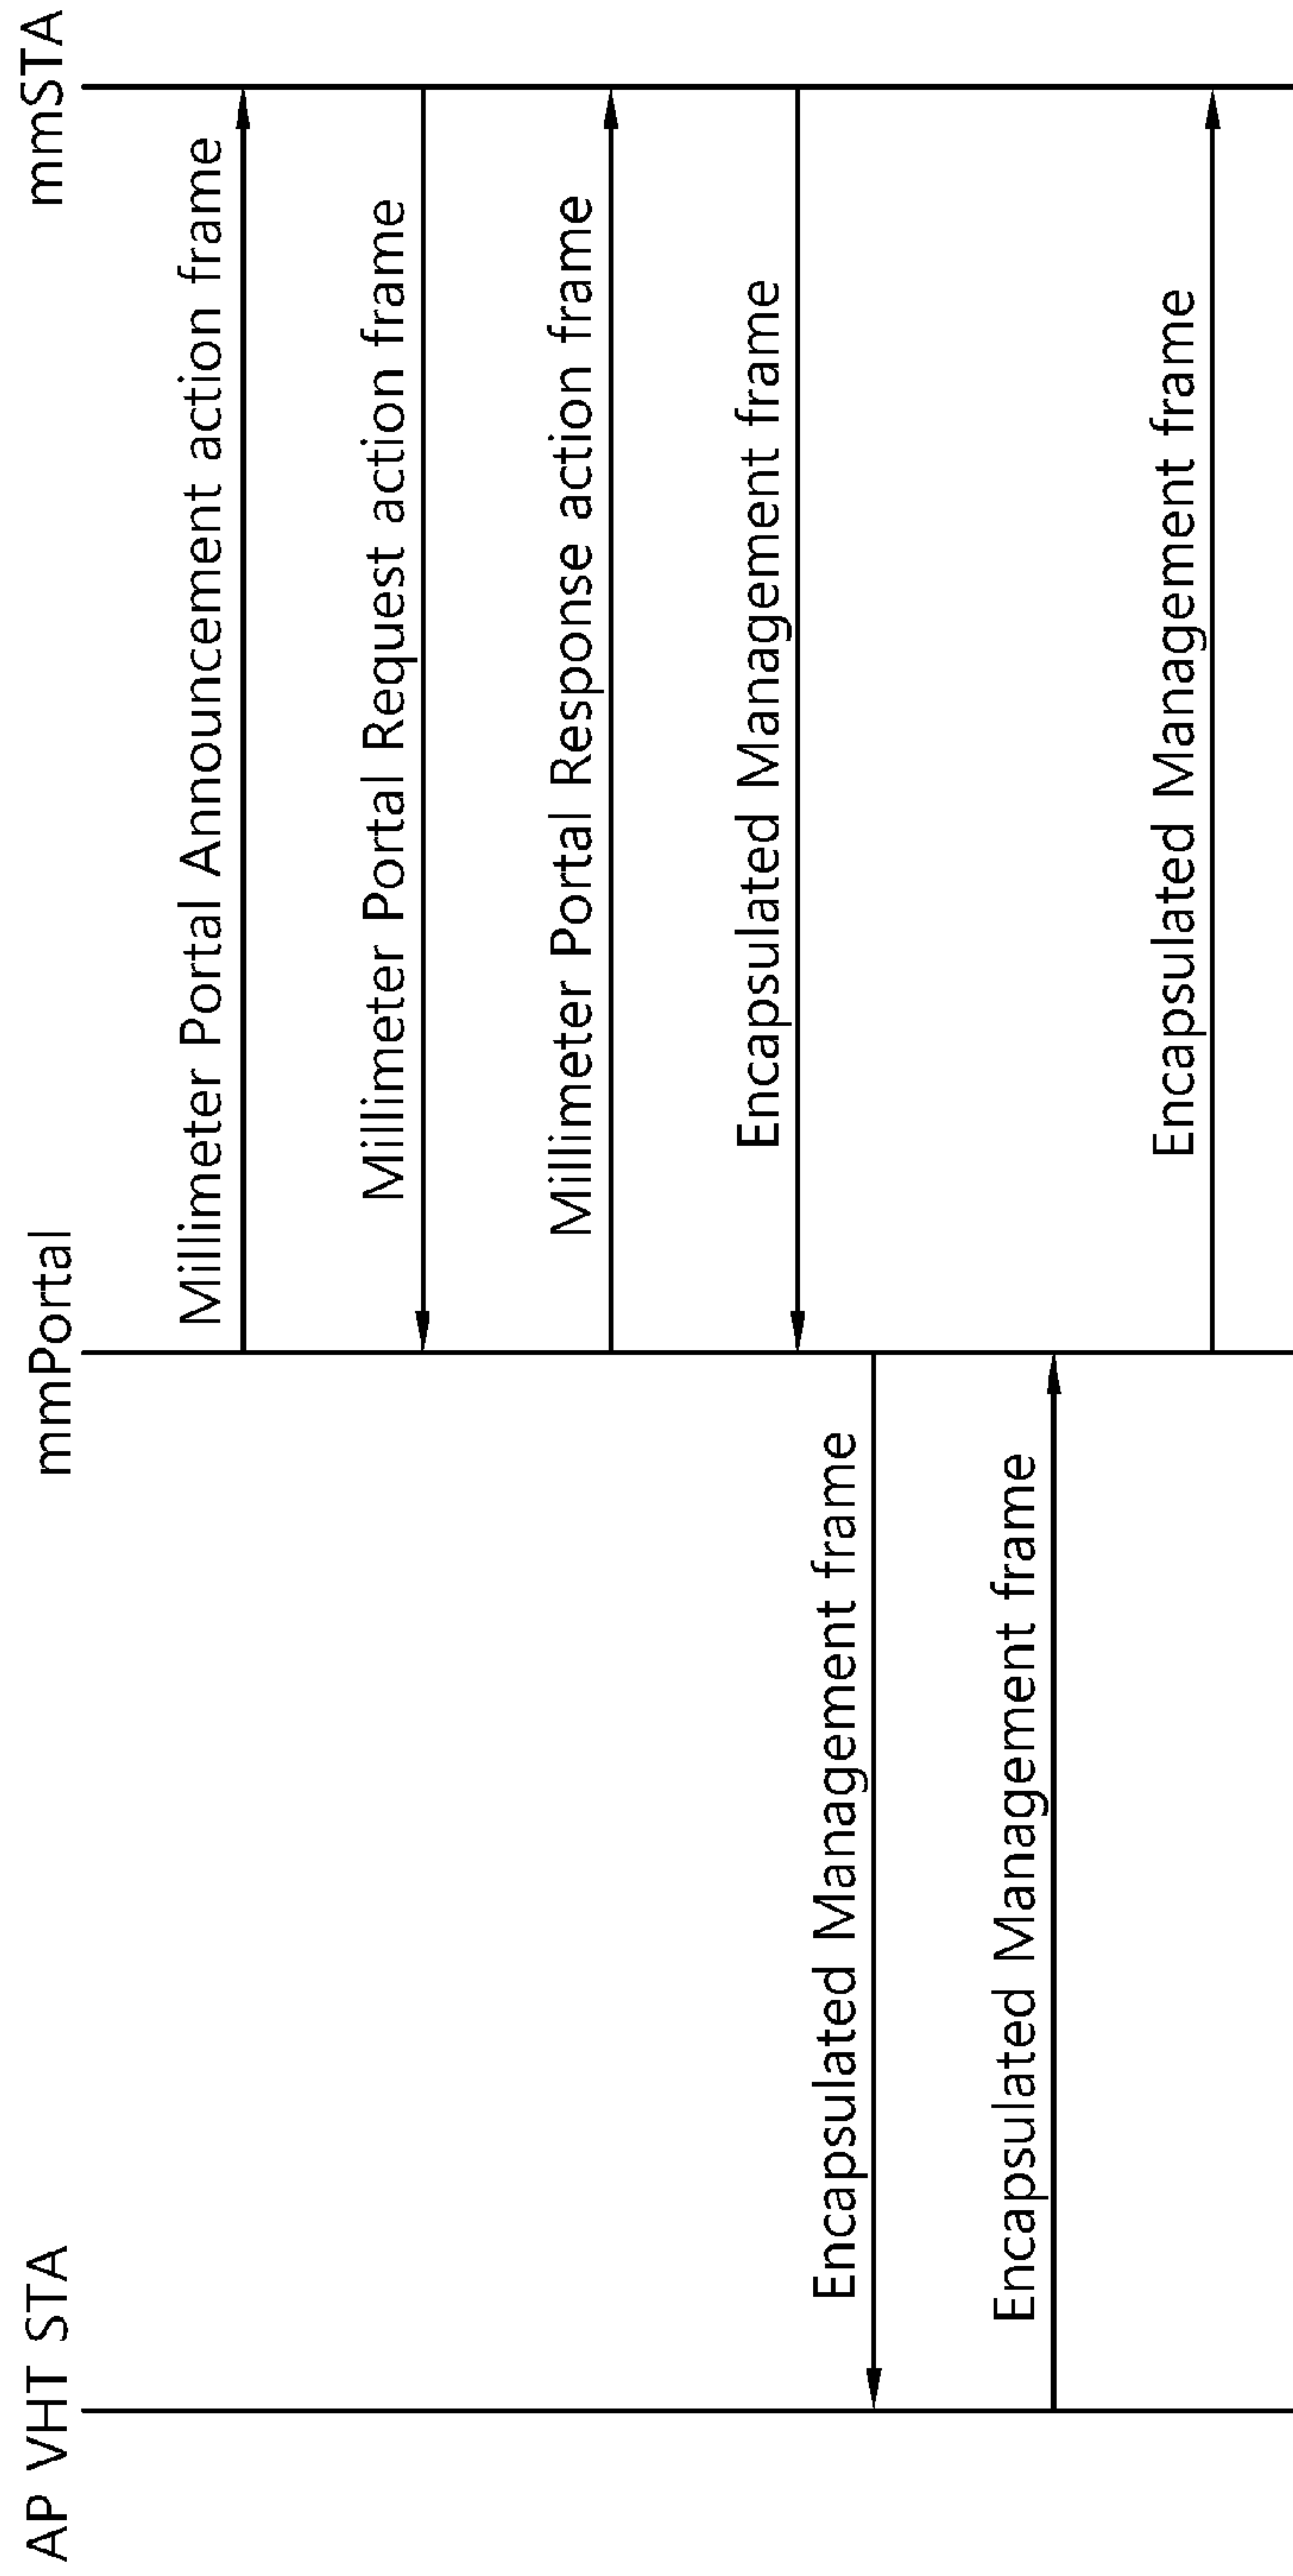 AP VHT STA
mmPortal
mmSTA
Millimeter Portal Announcement action frame
Millimeter Portal Request action frame
Millimeter Portal Response action frame
Encapsulated Management frame
Encapsulated Management frame
Encapsulated Management frame
Encapsulated Management frame